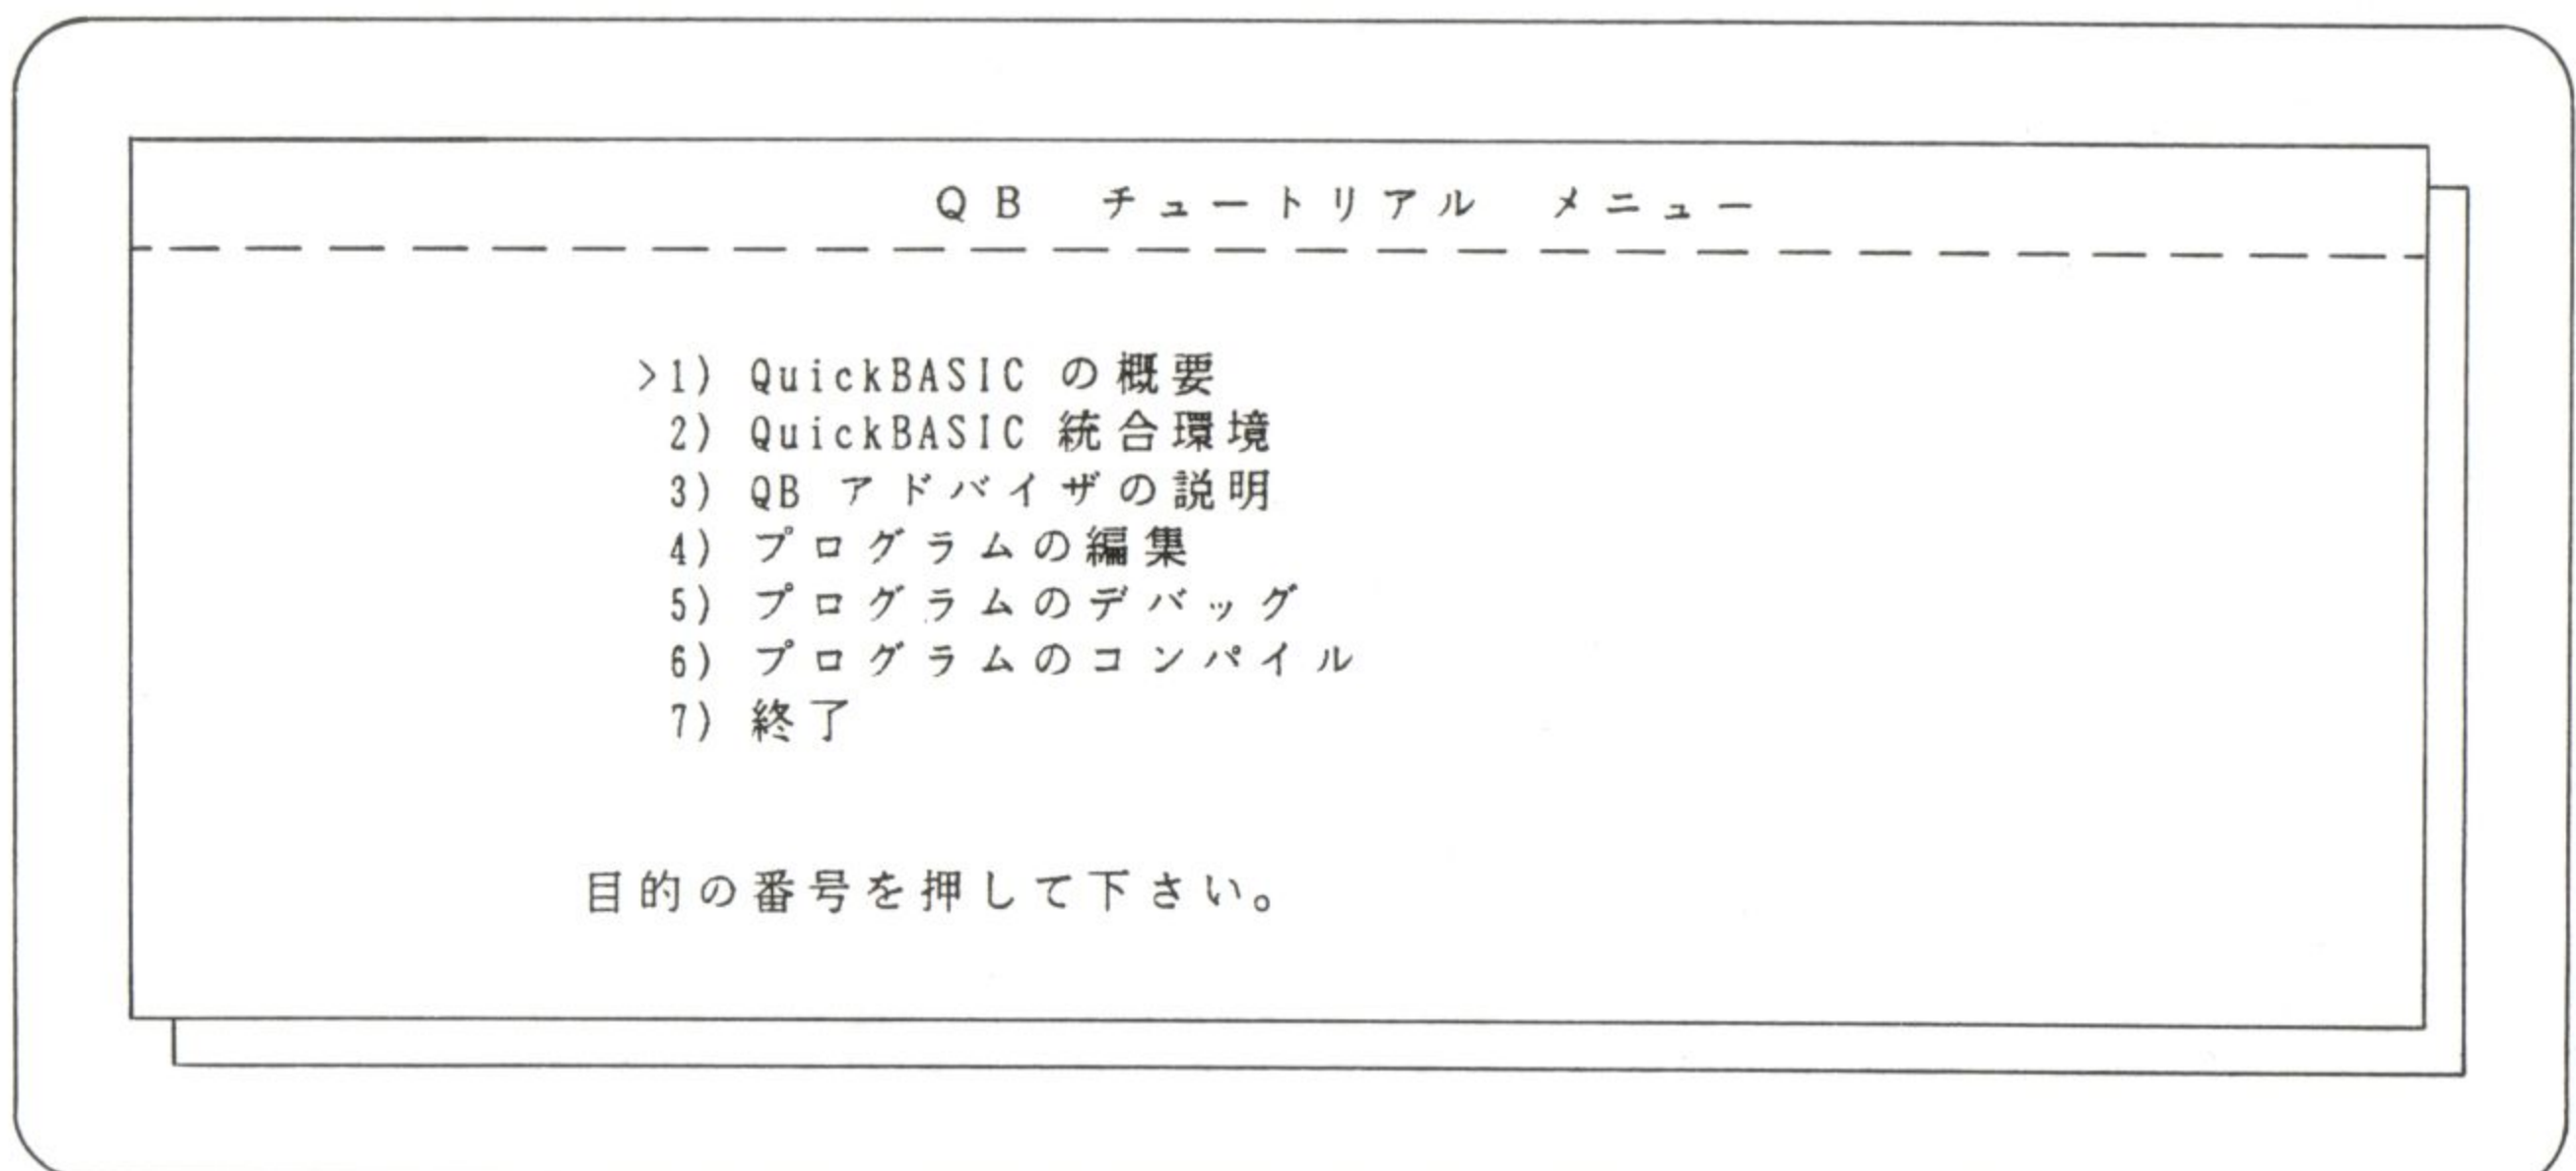 QB チュートリアル メニュー
>1) QuickBASIC の概要
2) QuickBASIC 統合環境
3) QB アドバイザの説明
4) プログラムの編集
5) プログラムのデバッグ
6) プログラムのコンパイル
7) 終了
目的の番号を押して下さい。